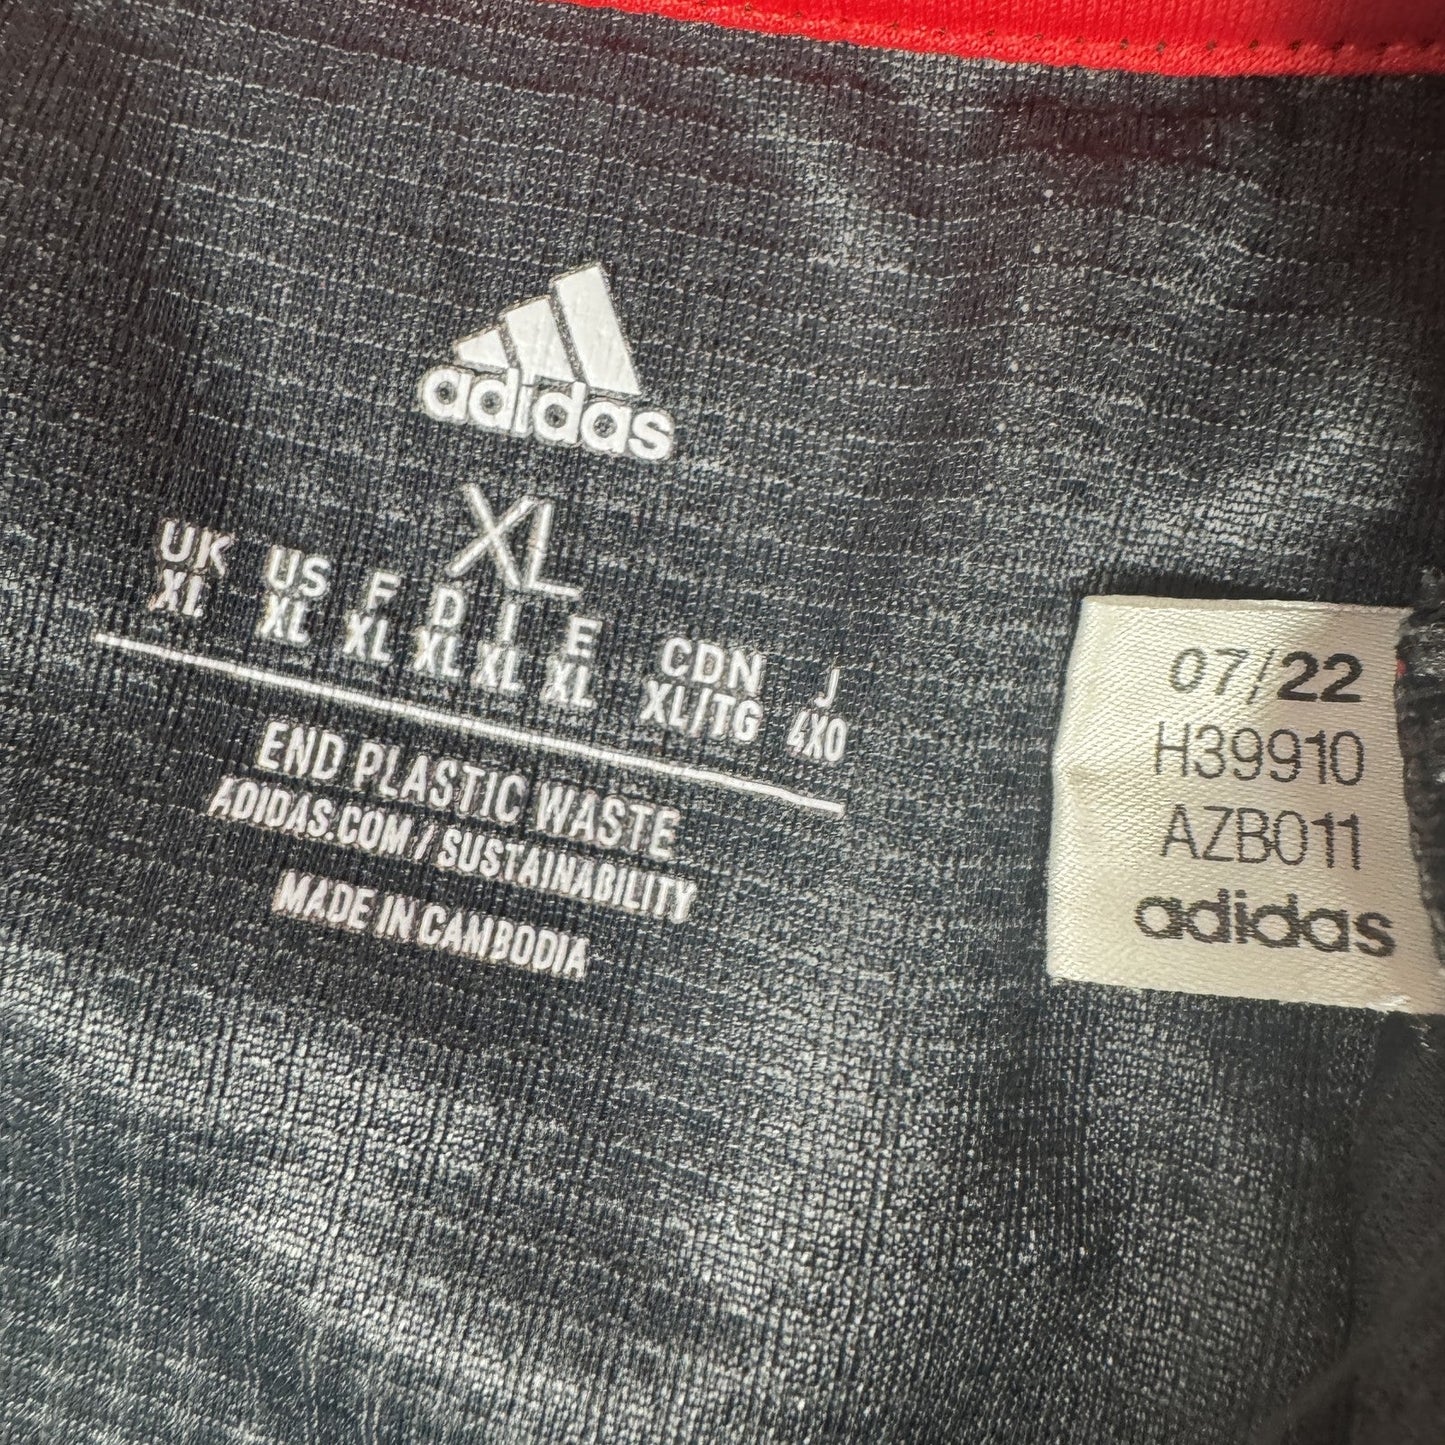 adidas
XL
UK US F D I E CDN J
XL XL XL XL XL XL XL/TG 4XO
END PLASTIC WASTE
ADIDAS.COM/SUSTAINABILITY
MADE IN CAMBODIA
07/22
H39910
AZB011
adidas